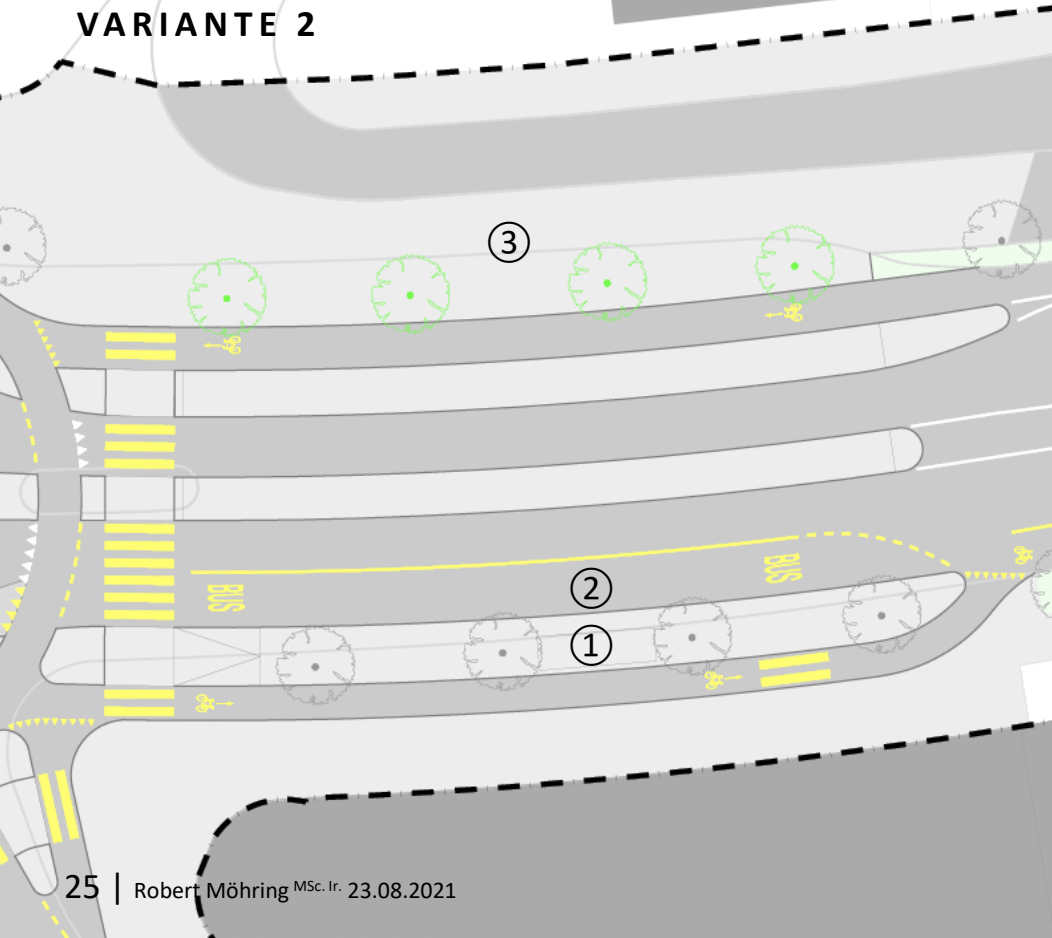 VARIANTE 2
③
BUS
BUS
②
①
25 | Robert Möhring MSc. Ir. 23.08.2021